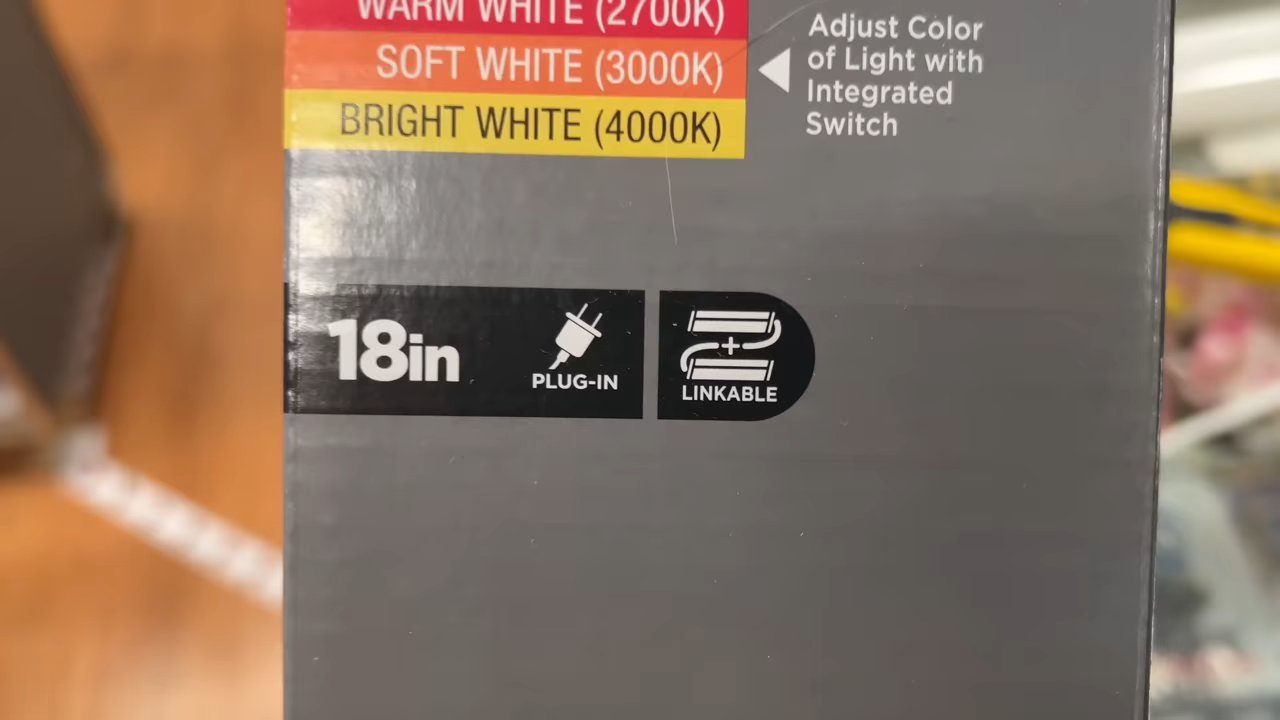 WARM WHITE (2700K)
SOFT WHITE (3000K)
BRIGHT WHITE (4000K)
Adjust Color
of Light with
Integrated
Switch
18in
PLUG-IN
LINKABLE